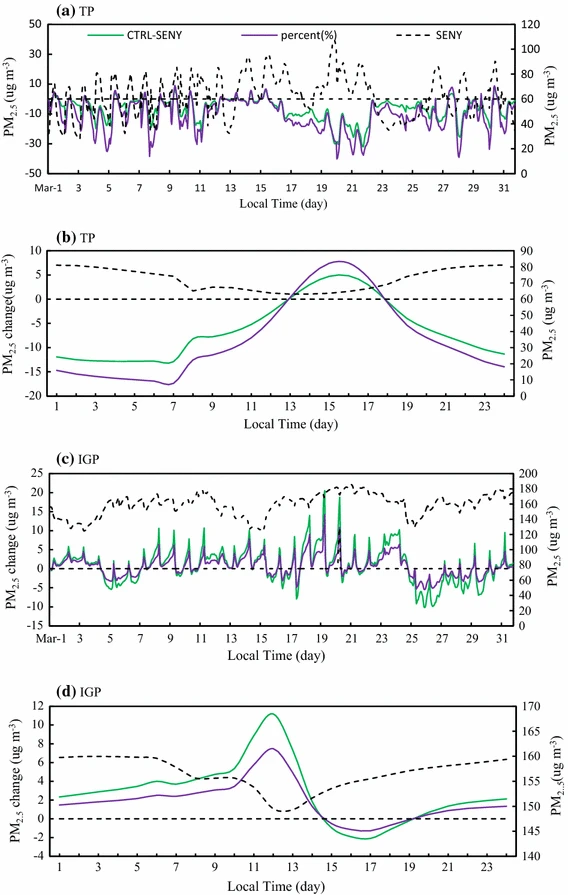 (a) TP
CTRL-SENY percent(%) SENY
50 30 10 -10 -30 -50
PM2.5 (ug m-3)
120 100 80 60 40 20 0
PM2.5 (ug m-3)
Mar-1 3 5 7 9 11 13 15 17 19 21 23 25 27 29 31
Local Time (day)
(b) TP
10 5 0 -5 -10 -15 -20
PM2.5 change(ug m-3)
90 80 70 60 50 40 30 20 10 0
PM2.5 (ug m-3)
1 3 5 7 9 11 13 15 17 19 21 23
Local Time (day)
(c) IGP
25 20 15 10 5 0 -5 -10 -15
PM2.5 change (ug m-3)
200 180 160 140 120 100 80 60 40 20 0
PM2.5 (ug m-3)
Mar-1 3 5 7 9 11 13 15 17 19 21 23 25 27 29 31
Local Time (day)
(d) IGP
12 10 8 6 4 2 0 -2 -4
PM2.5 change (ug m-3)
170 165 160 155 150 145 140
PM2.5(ug m-3)
1 3 5 7 9 11 13 15 17 19 21 23
Local Time (day)